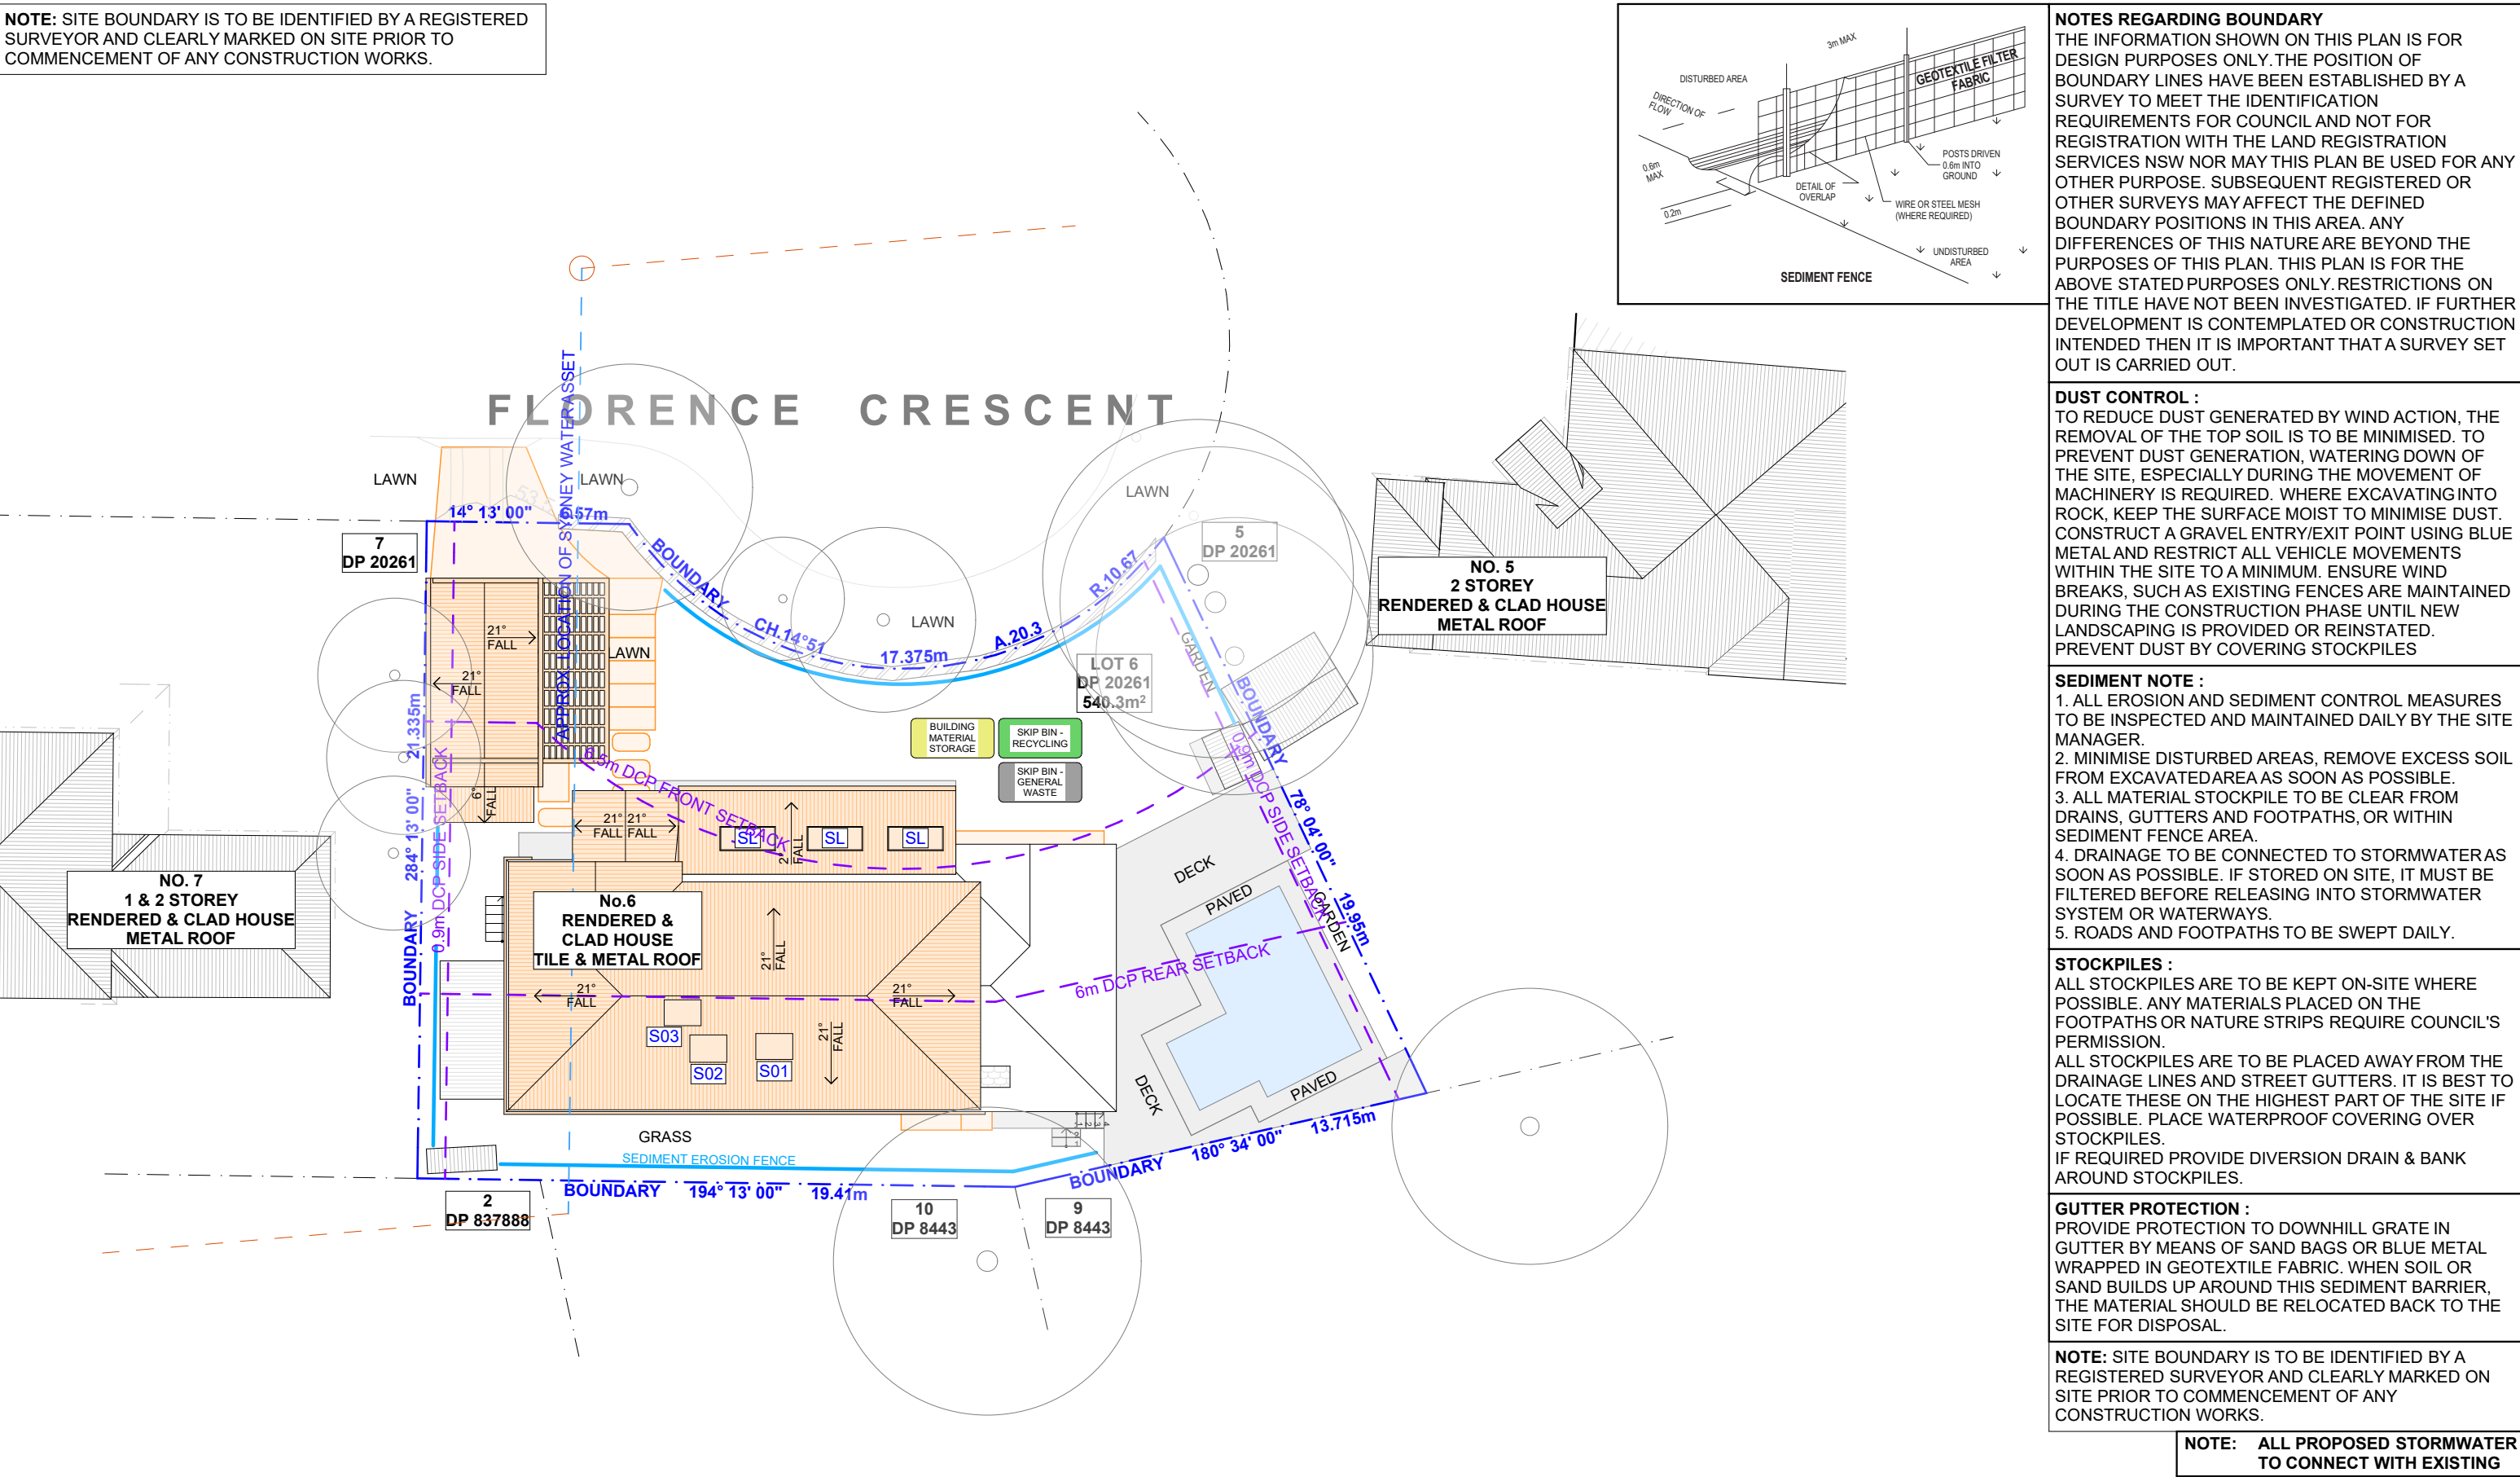 NOTE: SITE BOUNDARY IS TO BE IDENTIFIED BY A REGISTERED
SURVEYOR AND CLEARLY MARKED ON SITE PRIOR TO
COMMENCEMENT OF ANY CONSTRUCTION WORKS.
3m MAX
DISTURBED AREA
GEOTEXTILE FILTER
FABRIC
DIRECTION OF
FLOW
0.6m
MAX
POSTS DRIVEN
0.6m INTO
GROUND
DETAIL OF
OVERLAP
WIRE OR STEEL MESH
(WHERE REQUIRED)
0.2m
UNDISTURBED
AREA
SEDIMENT FENCE
FLORENCE CRESCENT
APPROX LOCATION OF SYDNEY WATER ASSET
LAWN
LAWN
LAWN
14° 13' 00" 6.57m
7
DP 20261
5
DP 20261
BOUNDARY
CH.14°51
17.375m
A.20.3
R.10.67
LAWN
LAWN
GARDEN
LOT 6
DP 20261
540.3m²
NO. 5
2 STOREY
RENDERED & CLAD HOUSE
METAL ROOF
21°
FALL
21°
FALL
6°
FALL
BUILDING
MATERIAL
STORAGE
SKIP BIN -
RECYCLING
SKIP BIN -
GENERAL
WASTE
BOUNDARY 284° 13' 00" 21.335m
0.9m DCP SIDE SETBACK
6.5m DCP FRONT SETBACK
BOUNDARY 78° 04' 00" 19.95m
0.9m DCP SIDE SETBACK
21°
FALL
21°
FALL
SL
SL
SL
2°
FALL
NO. 7
1 & 2 STOREY
RENDERED & CLAD HOUSE
METAL ROOF
No.6
RENDERED &
CLAD HOUSE
TILE & METAL ROOF
21°
FALL
21°
FALL
21°
FALL
21°
FALL
S03
S02
S01
DECK
PAVED
GARDEN
6m DCP REAR SETBACK
DECK
PAVED
1 2 3 4
GRASS
SEDIMENT EROSION FENCE
BOUNDARY 194° 13' 00" 19.41m
BOUNDARY 180° 34' 00" 13.715m
2
DP 837888
10
DP 8443
9
DP 8443
NOTES REGARDING BOUNDARY
THE INFORMATION SHOWN ON THIS PLAN IS FOR
DESIGN PURPOSES ONLY. THE POSITION OF
BOUNDARY LINES HAVE BEEN ESTABLISHED BY A
SURVEY TO MEET THE IDENTIFICATION
REQUIREMENTS FOR COUNCIL AND NOT FOR
REGISTRATION WITH THE LAND REGISTRATION
SERVICES NSW NOR MAY THIS PLAN BE USED FOR ANY
OTHER PURPOSE. SUBSEQUENT REGISTERED OR
OTHER SURVEYS MAY AFFECT THE DEFINED
BOUNDARY POSITIONS IN THIS AREA. ANY
DIFFERENCES OF THIS NATURE ARE BEYOND THE
PURPOSES OF THIS PLAN. THIS PLAN IS FOR THE
ABOVE STATED PURPOSES ONLY. RESTRICTIONS ON
THE TITLE HAVE NOT BEEN INVESTIGATED. IF FURTHER
DEVELOPMENT IS CONTEMPLATED OR CONSTRUCTION
INTENDED THEN IT IS IMPORTANT THAT A SURVEY SET
OUT IS CARRIED OUT.
DUST CONTROL :
TO REDUCE DUST GENERATED BY WIND ACTION, THE
REMOVAL OF THE TOP SOIL IS TO BE MINIMISED. TO
PREVENT DUST GENERATION, WATERING DOWN OF
THE SITE, ESPECIALLY DURING THE MOVEMENT OF
MACHINERY IS REQUIRED. WHERE EXCAVATING INTO
ROCK, KEEP THE SURFACE MOIST TO MINIMISE DUST.
CONSTRUCT A GRAVEL ENTRY/EXIT POINT USING BLUE
METAL AND RESTRICT ALL VEHICLE MOVEMENTS
WITHIN THE SITE TO A MINIMUM. ENSURE WIND
BREAKS, SUCH AS EXISTING FENCES ARE MAINTAINED
DURING THE CONSTRUCTION PHASE UNTIL NEW
LANDSCAPING IS PROVIDED OR REINSTATED.
PREVENT DUST BY COVERING STOCKPILES
SEDIMENT NOTE :
1. ALL EROSION AND SEDIMENT CONTROL MEASURES
TO BE INSPECTED AND MAINTAINED DAILY BY THE SITE
MANAGER.
2. MINIMISE DISTURBED AREAS, REMOVE EXCESS SOIL
FROM EXCAVATED AREA AS SOON AS POSSIBLE.
3. ALL MATERIAL STOCKPILE TO BE CLEAR FROM
DRAINS, GUTTERS AND FOOTPATHS, OR WITHIN
SEDIMENT FENCE AREA.
4. DRAINAGE TO BE CONNECTED TO STORMWATER AS
SOON AS POSSIBLE. IF STORED ON SITE, IT MUST BE
FILTERED BEFORE RELEASING INTO STORMWATER
SYSTEM OR WATERWAYS.
5. ROADS AND FOOTPATHS TO BE SWEPT DAILY.
STOCKPILES :
ALL STOCKPILES ARE TO BE KEPT ON-SITE WHERE
POSSIBLE. ANY MATERIALS PLACED ON THE
FOOTPATHS OR NATURE STRIPS REQUIRE COUNCIL'S
PERMISSION.
ALL STOCKPILES ARE TO BE PLACED AWAY FROM THE
DRAINAGE LINES AND STREET GUTTERS. IT IS BEST TO
LOCATE THESE ON THE HIGHEST PART OF THE SITE IF
POSSIBLE. PLACE WATERPROOF COVERING OVER
STOCKPILES.
IF REQUIRED PROVIDE DIVERSION DRAIN & BANK
AROUND STOCKPILES.
GUTTER PROTECTION :
PROVIDE PROTECTION TO DOWNHILL GRATE IN
GUTTER BY MEANS OF SAND BAGS OR BLUE METAL
WRAPPED IN GEOTEXTILE FABRIC. WHEN SOIL OR
SAND BUILDS UP AROUND THIS SEDIMENT BARRIER,
THE MATERIAL SHOULD BE RELOCATED BACK TO THE
SITE FOR DISPOSAL.
NOTE: SITE BOUNDARY IS TO BE IDENTIFIED BY A
REGISTERED SURVEYOR AND CLEARLY MARKED ON
SITE PRIOR TO COMMENCEMENT OF ANY
CONSTRUCTION WORKS.
NOTE: ALL PROPOSED STORMWATER
TO CONNECT WITH EXISTING